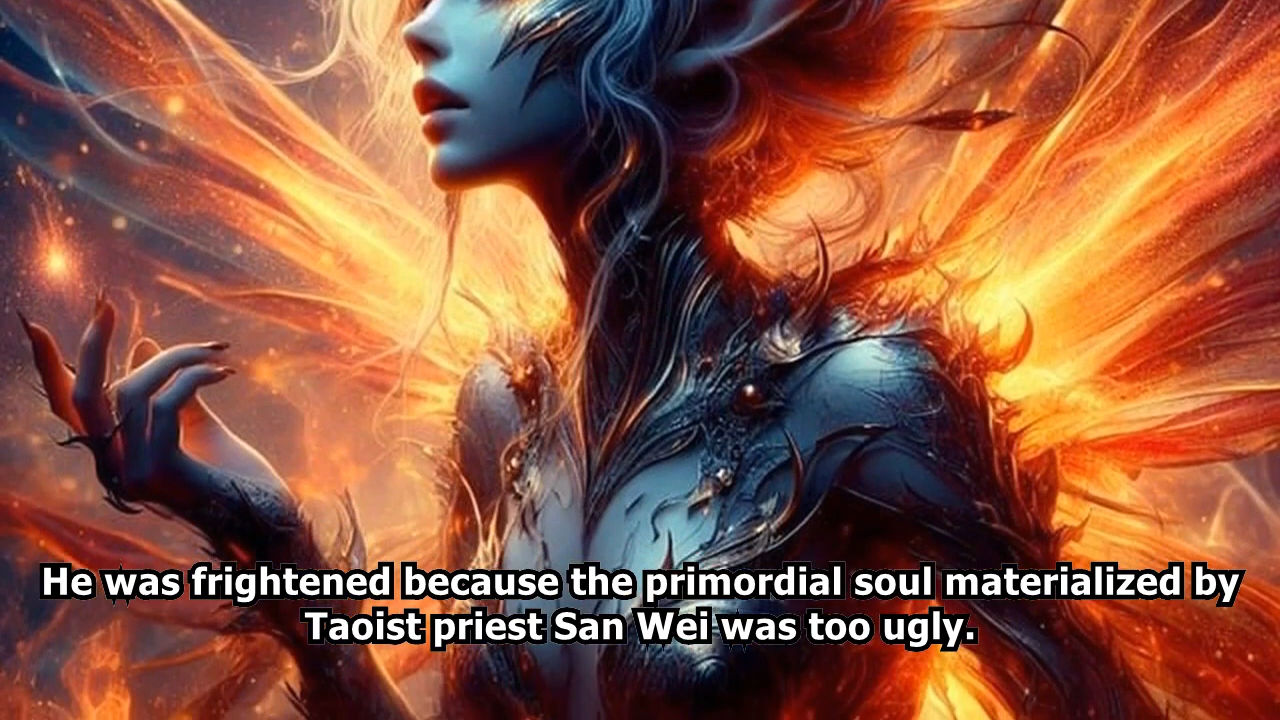 He was frightened because the primordial soul materialized by
Taoist priest San Wei was too ugly.